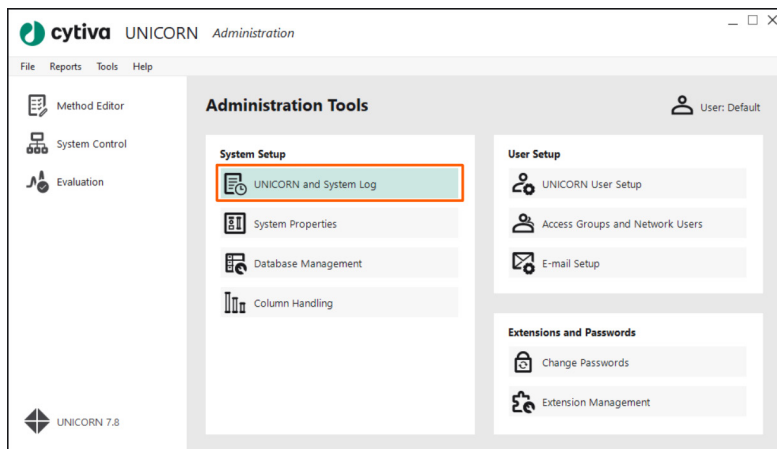 cytiva UNICORN Administration
File Reports Tools Help
Method Editor
System Control
Evaluation
UNICORN 7.8
Administration Tools
User: Default
System Setup
UNICORN and System Log
System Properties
Database Management
Column Handling
User Setup
UNICORN User Setup
Access Groups and Network Users
E-mail Setup
Extensions and Passwords
Change Passwords
Extension Management